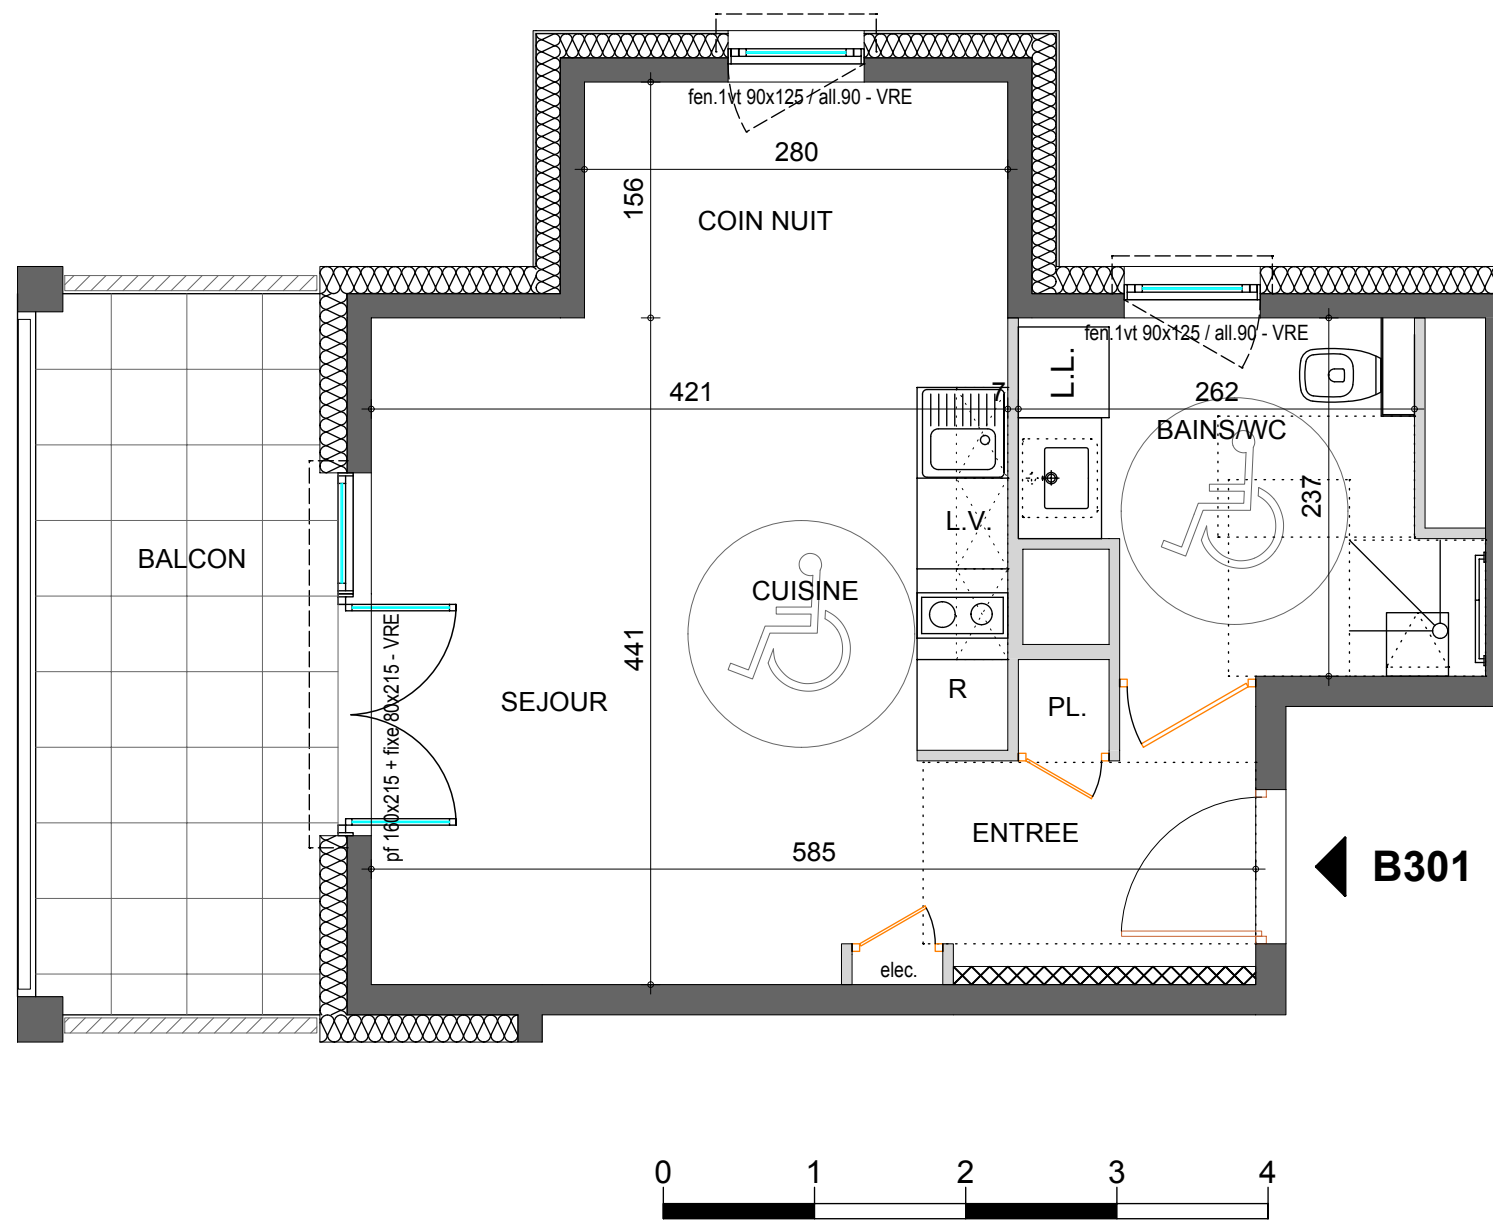 fen.1vt 90x125 / all.90 - VRE
280
156
COIN NUIT
fen.1vt 90x125 / all.90 - VRE
L.L.
421
7
262
BAINS/WC
237
L.V.
BALCON
CUISINE
441
pf 160x215 + fixe80x215 - VRE
SEJOUR
R
PL.
ENTREE
585
B301
elec.
0 1 2 3 4